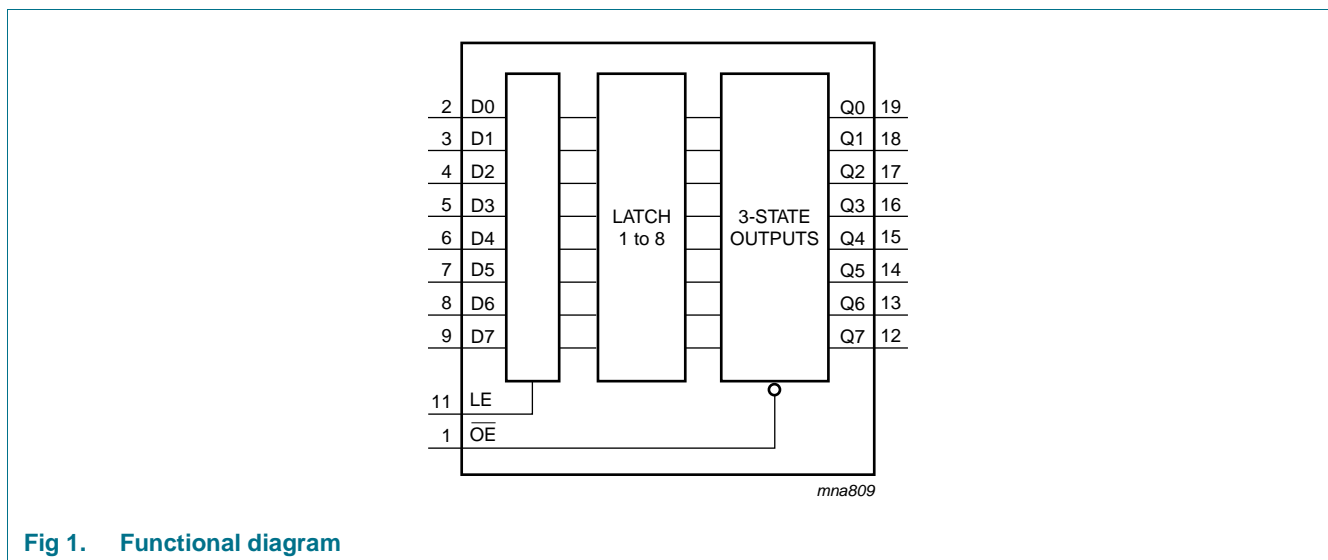 2 D0 Q0 19
3 D1 Q1 18
4 D2 Q2 17
5 D3 Q3 16
6 D4 Q4 15
7 D5 Q5 14
8 D6 Q6 13
9 D7 Q7 12
LATCH
1 to 8
3-STATE
OUTPUTS
11 LE
1 O̅E̅
mna809
Fig 1. Functional diagram